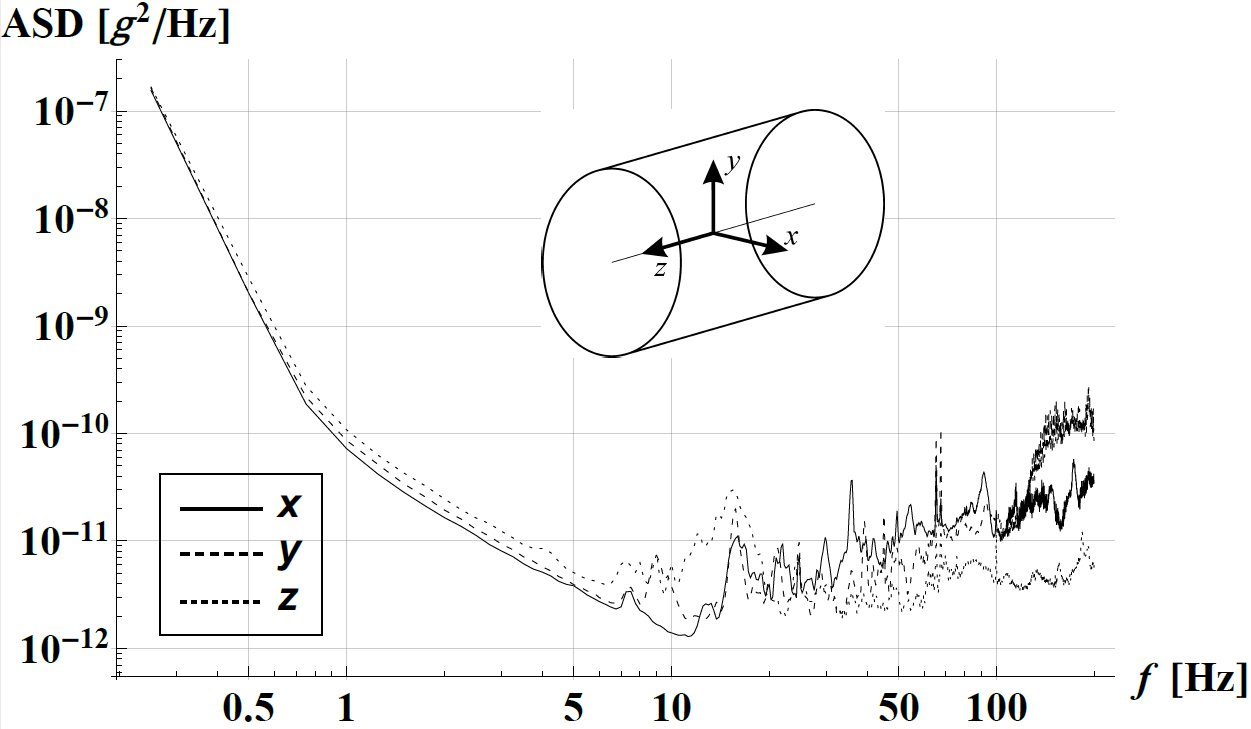 ASD [g²/Hz]
10⁻⁷
10⁻⁸
10⁻⁹
10⁻¹⁰
10⁻¹¹
10⁻¹²
y
x
z
x
y
z
0.5 1 5 10 50 100
f [Hz]